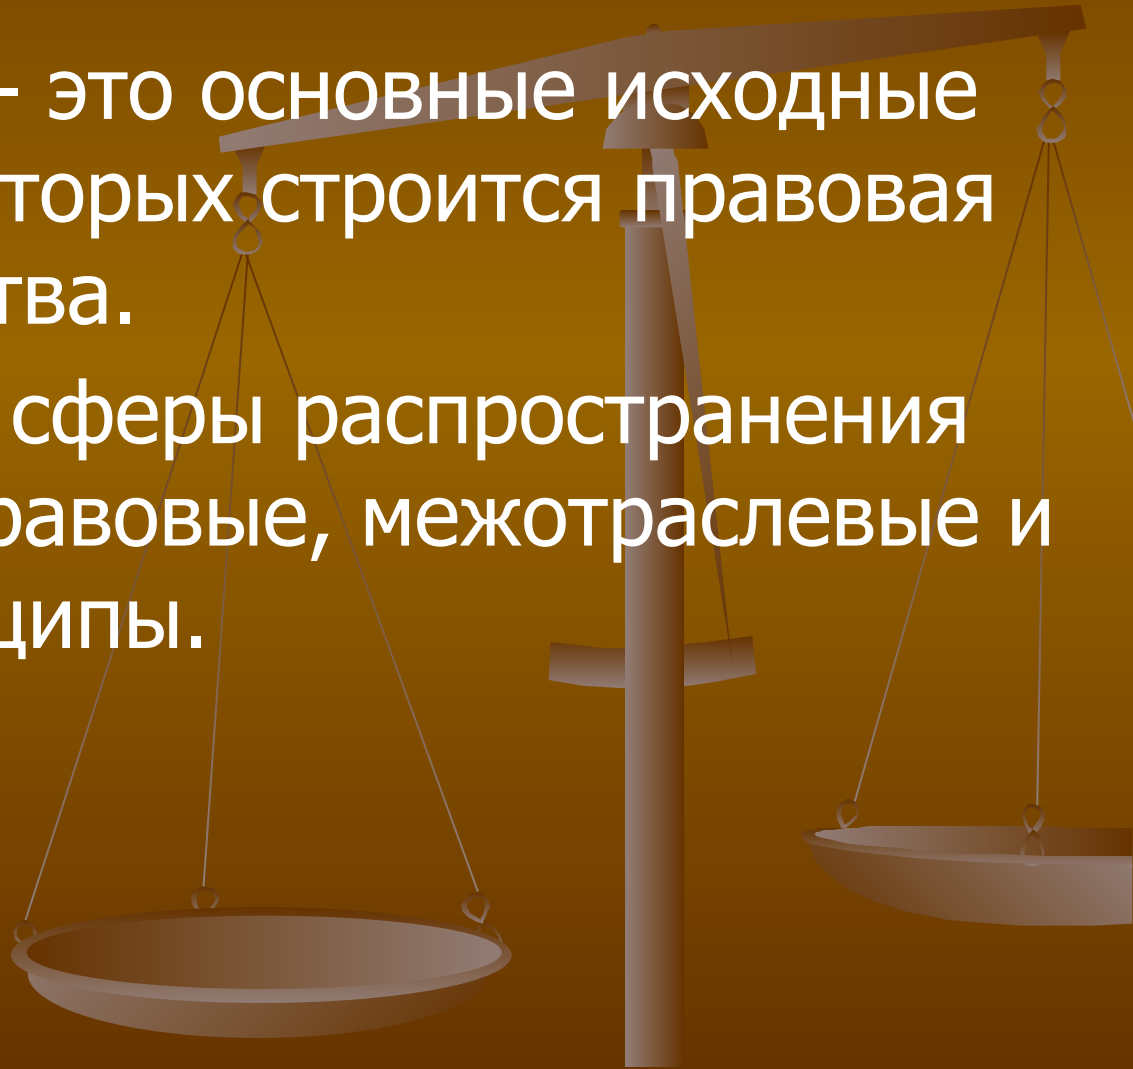 - это основные исходные
торых строится правовая
тва.
сферы распространения
равовые, межотраслевые и
ципы.